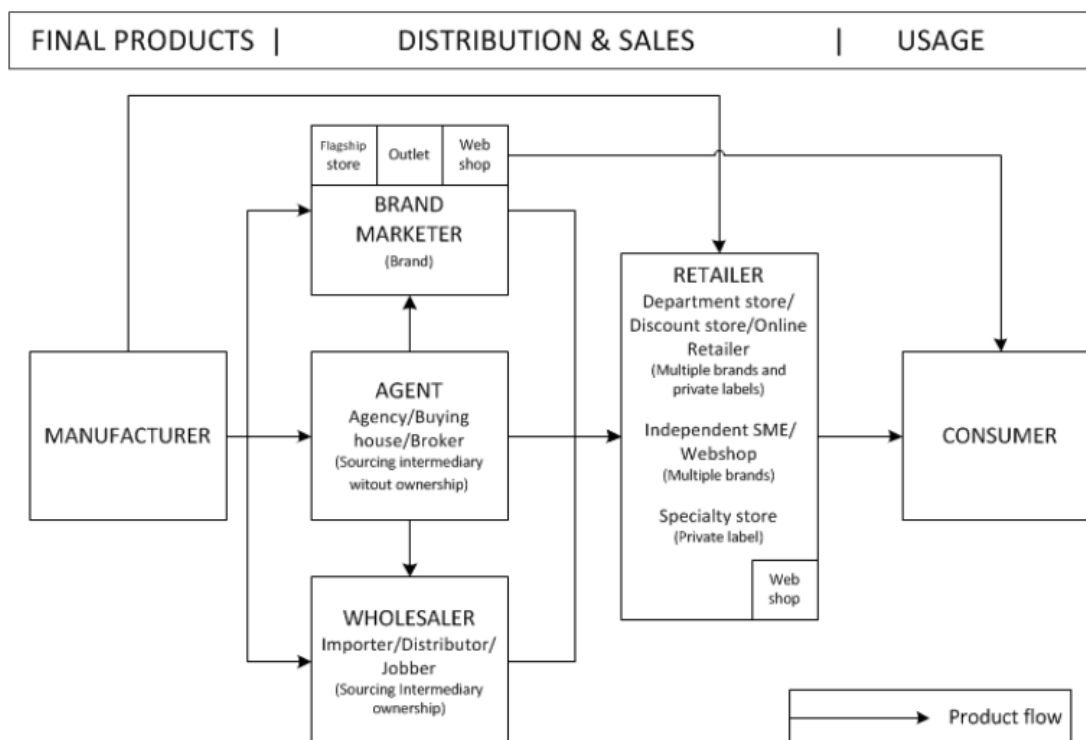 FINAL PRODUCTS | DISTRIBUTION & SALES | USAGE
Flagship
store
Outlet
Web
shop
BRAND
MARKETER
(Brand)
MANUFACTURER
AGENT
Agency/Buying
house/Broker
(Sourcing intermediary
witout ownership)
WHOLESALER
Importer/Distributor/
Jobber
(Sourcing Intermediary
ownership)
RETAILER
Department store/
Discount store/Online
Retailer
(Multiple brands and
private labels)
Independent SME/
Webshop
(Multiple brands)
Specialty store
(Private label)
Web
shop
CONSUMER
Product flow